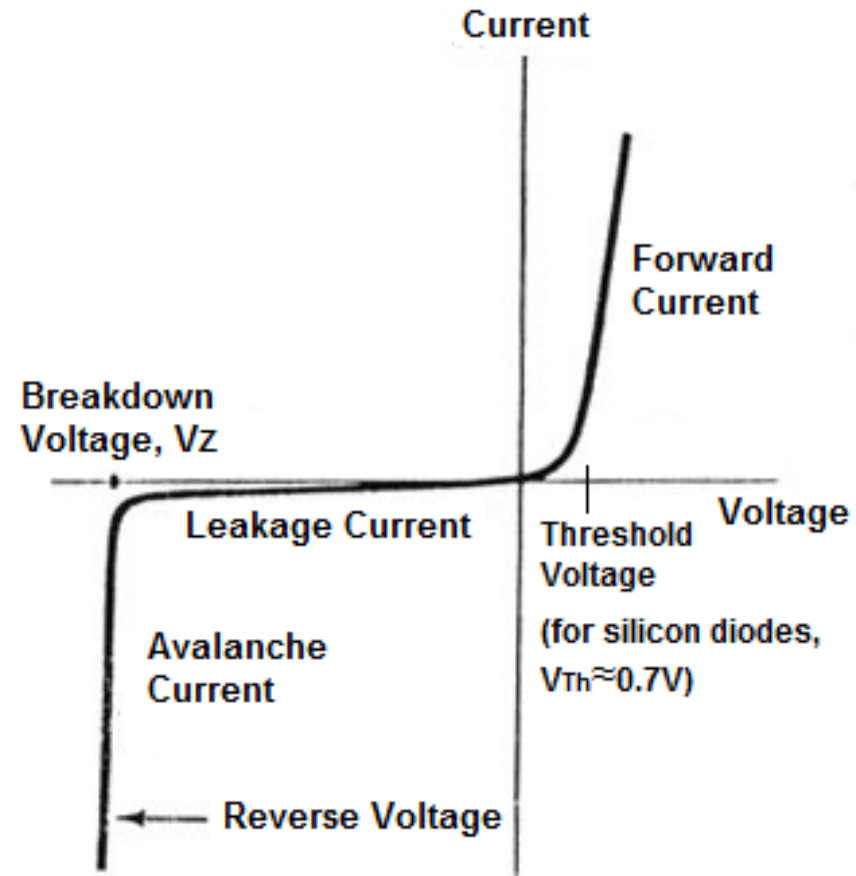 Current
Forward
Current
Breakdown
Voltage, VZ
Leakage Current
Voltage
Threshold
Voltage
(for silicon diodes,
VTh≈0.7V)
Avalanche
Current
Reverse Voltage